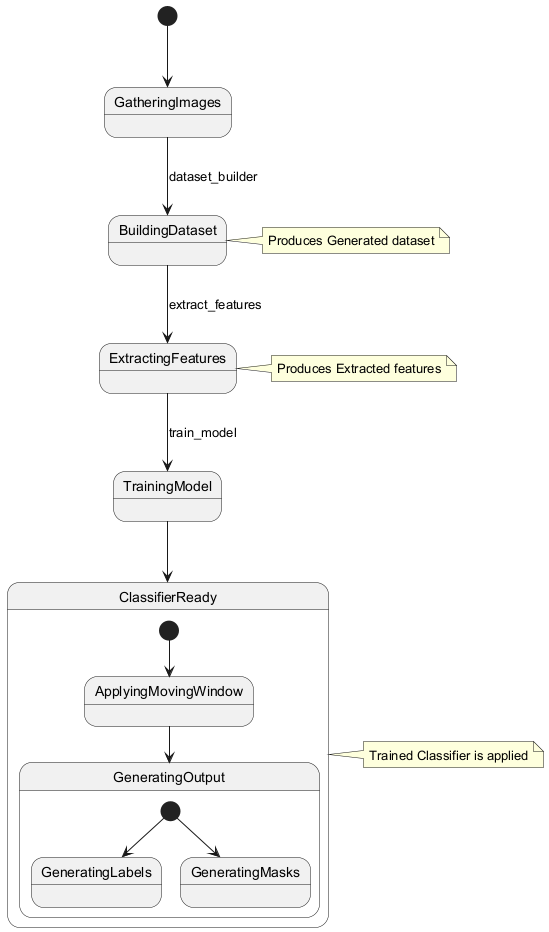 GatheringImages
dataset_builder
BuildingDataset
Produces Generated dataset
extract_features
ExtractingFeatures
Produces Extracted features
train_model
TrainingModel
ClassifierReady
ApplyingMovingWindow
Trained Classifier is applied
GeneratingOutput
GeneratingLabels
GeneratingMasks